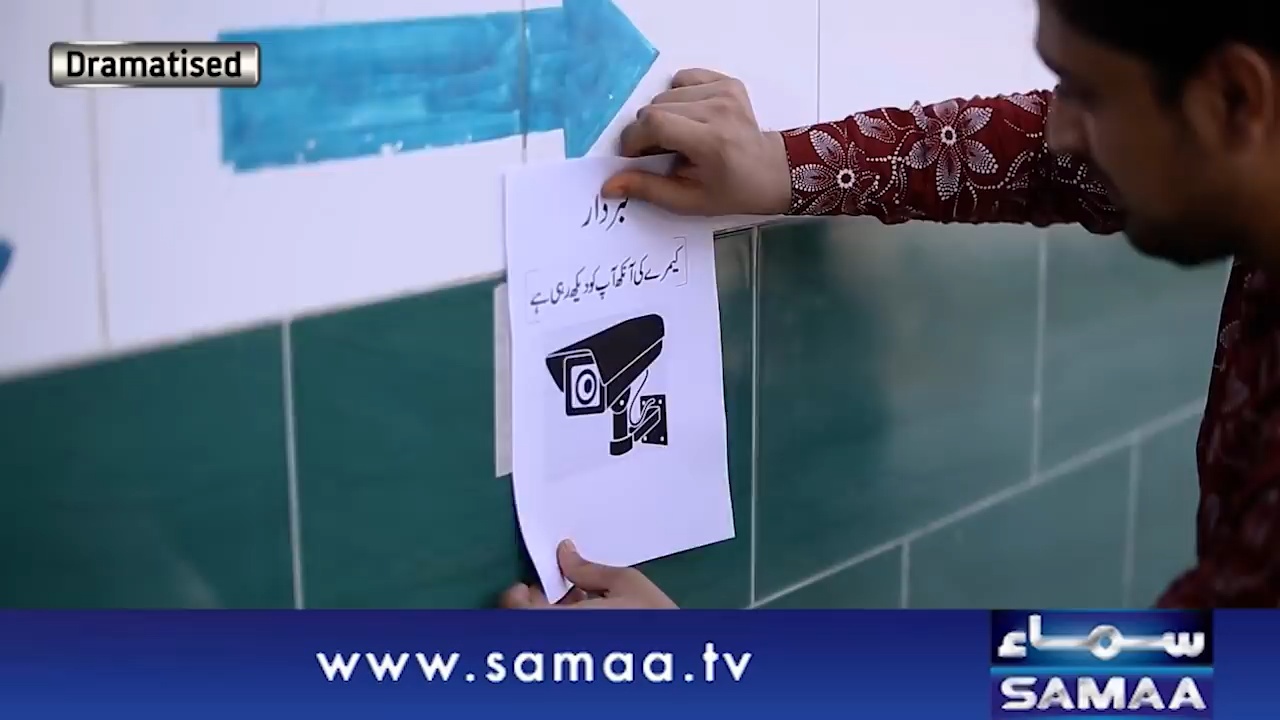 Dramatised
خبردار
کیمرے کی آنکھ آپ کو دیکھ رہی ہے
www.samaa.tv
سماء
SAMAA